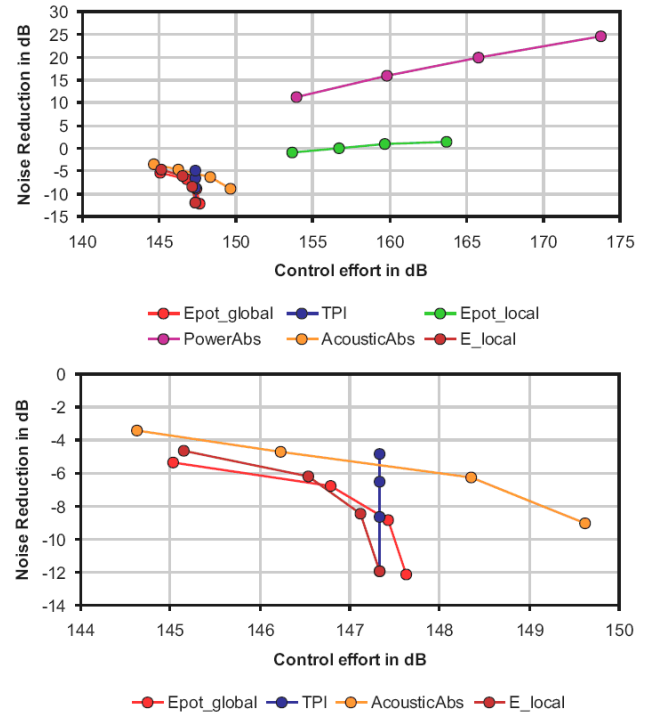 30
25
20
15
10
5
0
-5
-10
-15
Noise Reduction in dB
140 145 150 155 160 165 170 175
Control effort in dB
Epot_global TPI Epot_local
PowerAbs AcousticAbs E_local
0
-2
-4
-6
-8
-10
-12
-14
Noise Reduction in dB
144 145 146 147 148 149 150
Control effort in dB
Epot_global TPI AcousticAbs E_local